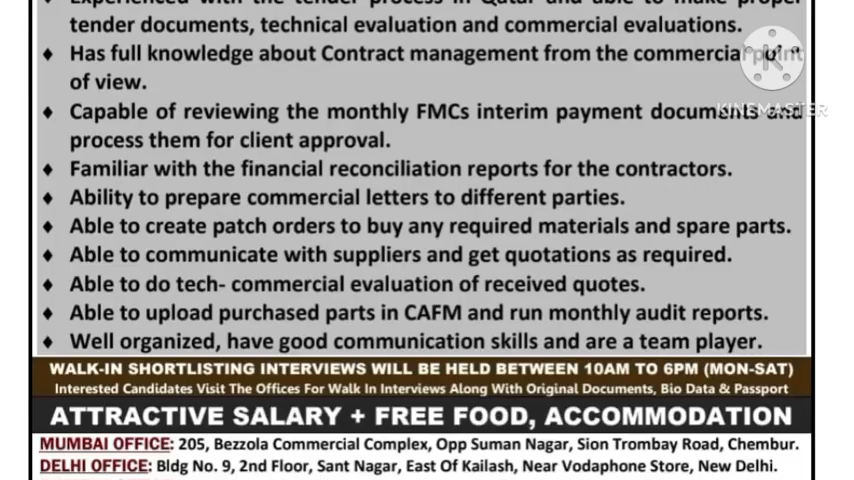 tender documents, technical evaluation and commercial evaluations.
♦ Has full knowledge about Contract management from the commercial point
of view.
♦ Capable of reviewing the monthly FMCs interim payment documents and
process them for client approval.
♦ Familiar with the financial reconciliation reports for the contractors.
♦ Ability to prepare commercial letters to different parties.
♦ Able to create patch orders to buy any required materials and spare parts.
♦ Able to communicate with suppliers and get quotations as required.
♦ Able to do tech- commercial evaluation of received quotes.
♦ Able to upload purchased parts in CAFM and run monthly audit reports.
♦ Well organized, have good communication skills and are a team player.
WALK-IN SHORTLISTING INTERVIEWS WILL BE HELD BETWEEN 10AM TO 6PM (MON-SAT)
Interested Candidates Visit The Offices For Walk In Interviews Along With Original Documents, Bio Data & Passport
ATTRACTIVE SALARY + FREE FOOD, ACCOMMODATION
MUMBAI OFFICE: 205, Bezzola Commercial Complex, Opp Suman Nagar, Sion Trombay Road, Chembur.
DELHI OFFICE: Bldg No. 9, 2nd Floor, Sant Nagar, East Of Kailash, Near Vodaphone Store, New Delhi.
KINEMASTER